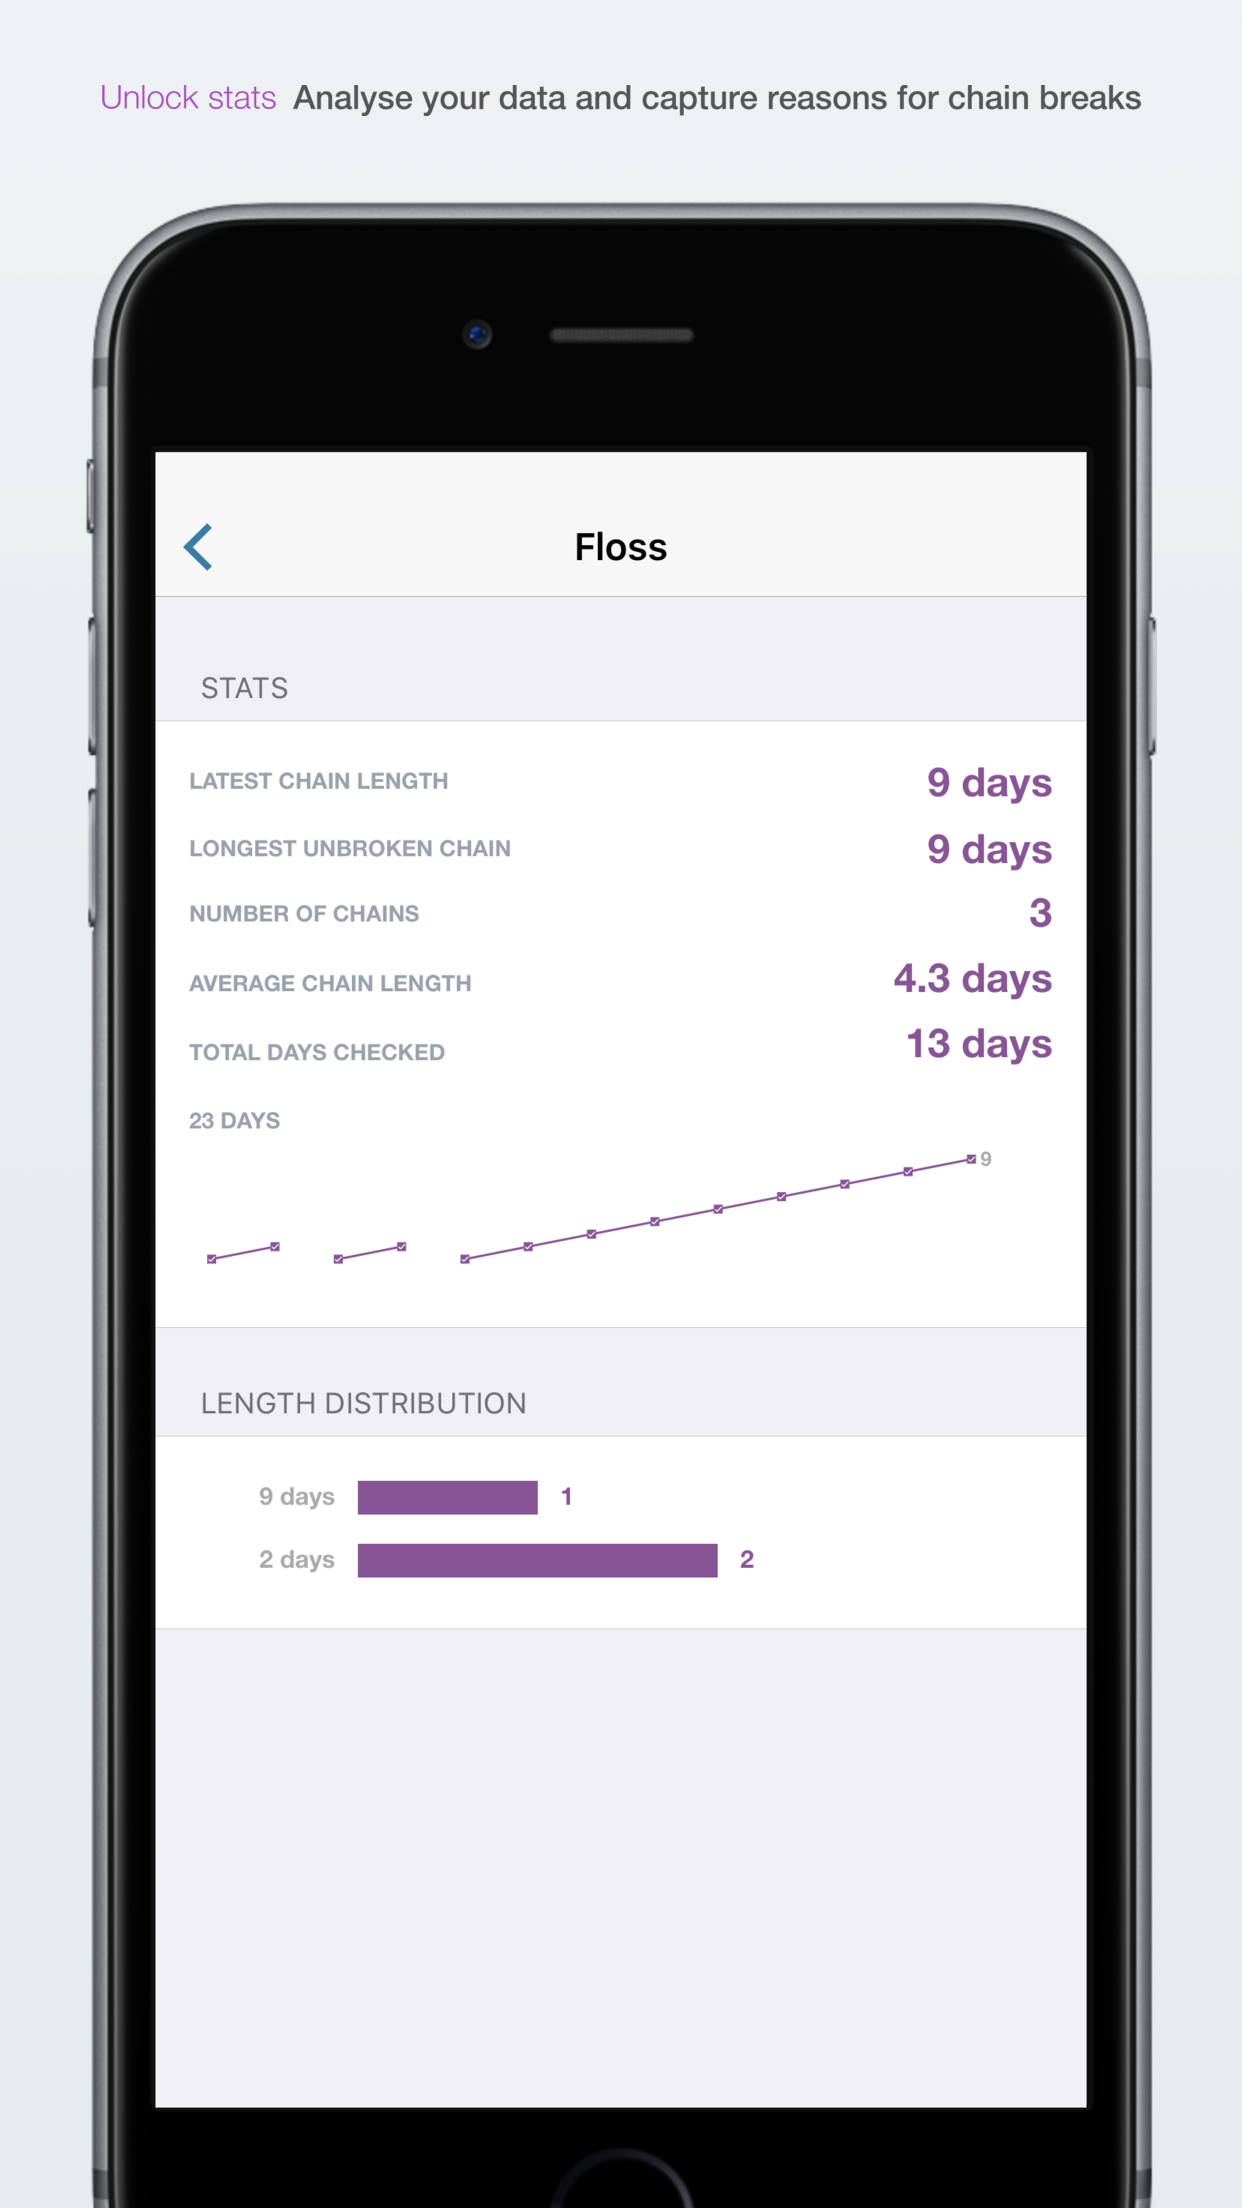 Unlock stats Analyse your data and capture reasons for chain breaks
Floss
STATS
LATEST CHAIN LENGTH 9 days
LONGEST UNBROKEN CHAIN 9 days
NUMBER OF CHAINS 3
AVERAGE CHAIN LENGTH 4.3 days
TOTAL DAYS CHECKED 13 days
23 DAYS
9
LENGTH DISTRIBUTION
9 days 1
2 days 2